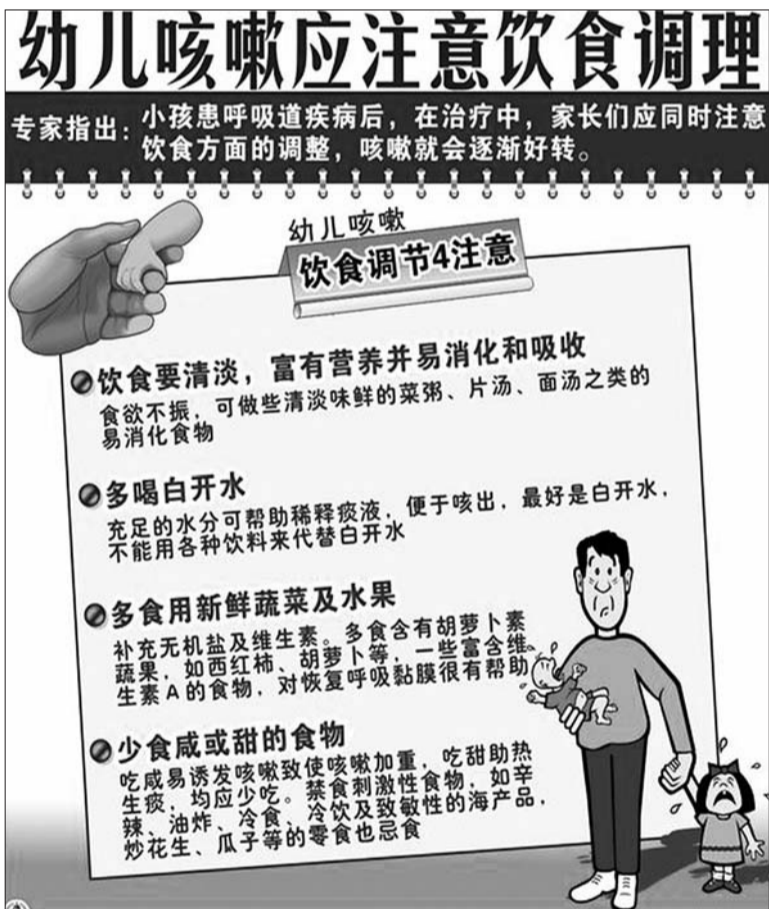 幼儿咳嗽应注意饮食调理
专家指出：小孩患呼吸道疾病后，在治疗中，家长们应同时注意
饮食方面的调整，咳嗽就会逐渐好转。
幼儿咳嗽
饮食调节4注意
饮食要清淡，富有营养并易消化和吸收
食欲不振，可做些清淡味鲜的菜粥、片汤、面汤之类的
易消化食物
多喝白开水
充足的水分可帮助稀释痰液，便于咳出，最好是白开水，
不能用各种饮料来代替白开水
多食用新鲜蔬菜及水果
补充无机盐及维生素。多食含有胡萝卜素
蔬果，如西红柿、胡萝卜等，一些富含维
生素A的食物，对恢复呼吸黏膜很有帮助
少食咸或甜的食物
吃咸易诱发咳嗽致使咳嗽加重，吃甜助热
生痰，均应少吃。禁食刺激性食物，如辛
辣、油炸、冷食、冷饮及致敏性的海产品，
炒花生、瓜子等的零食也忌食